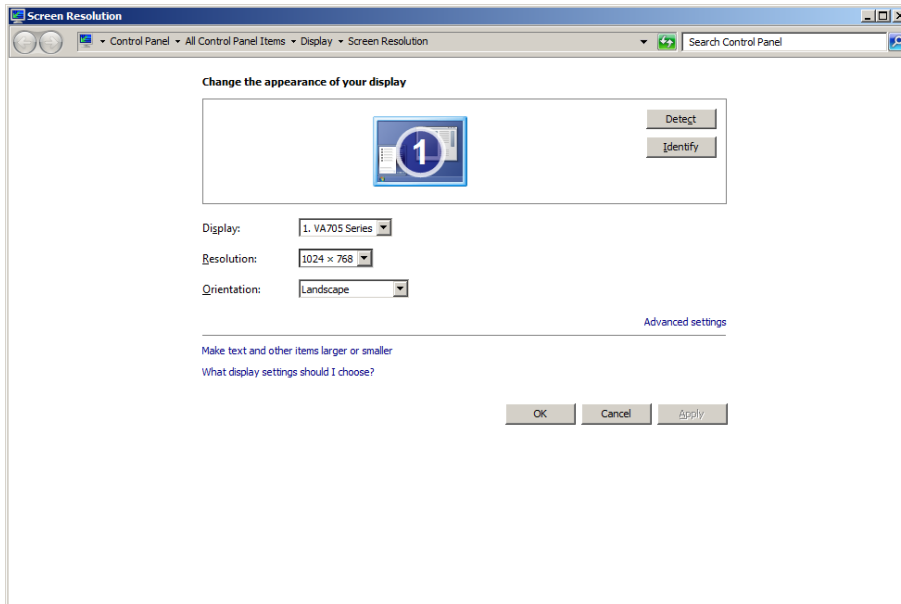 Screen Resolution
Control Panel All Control Panel Items Display Screen Resolution Search Control Panel
Change the appearance of your display
1
Detect
Identify
Display: 1. VA705 Series
Resolution: 1024 × 768
Orientation: Landscape
Advanced settings
Make text and other items larger or smaller
What display settings should I choose?
OK Cancel Apply